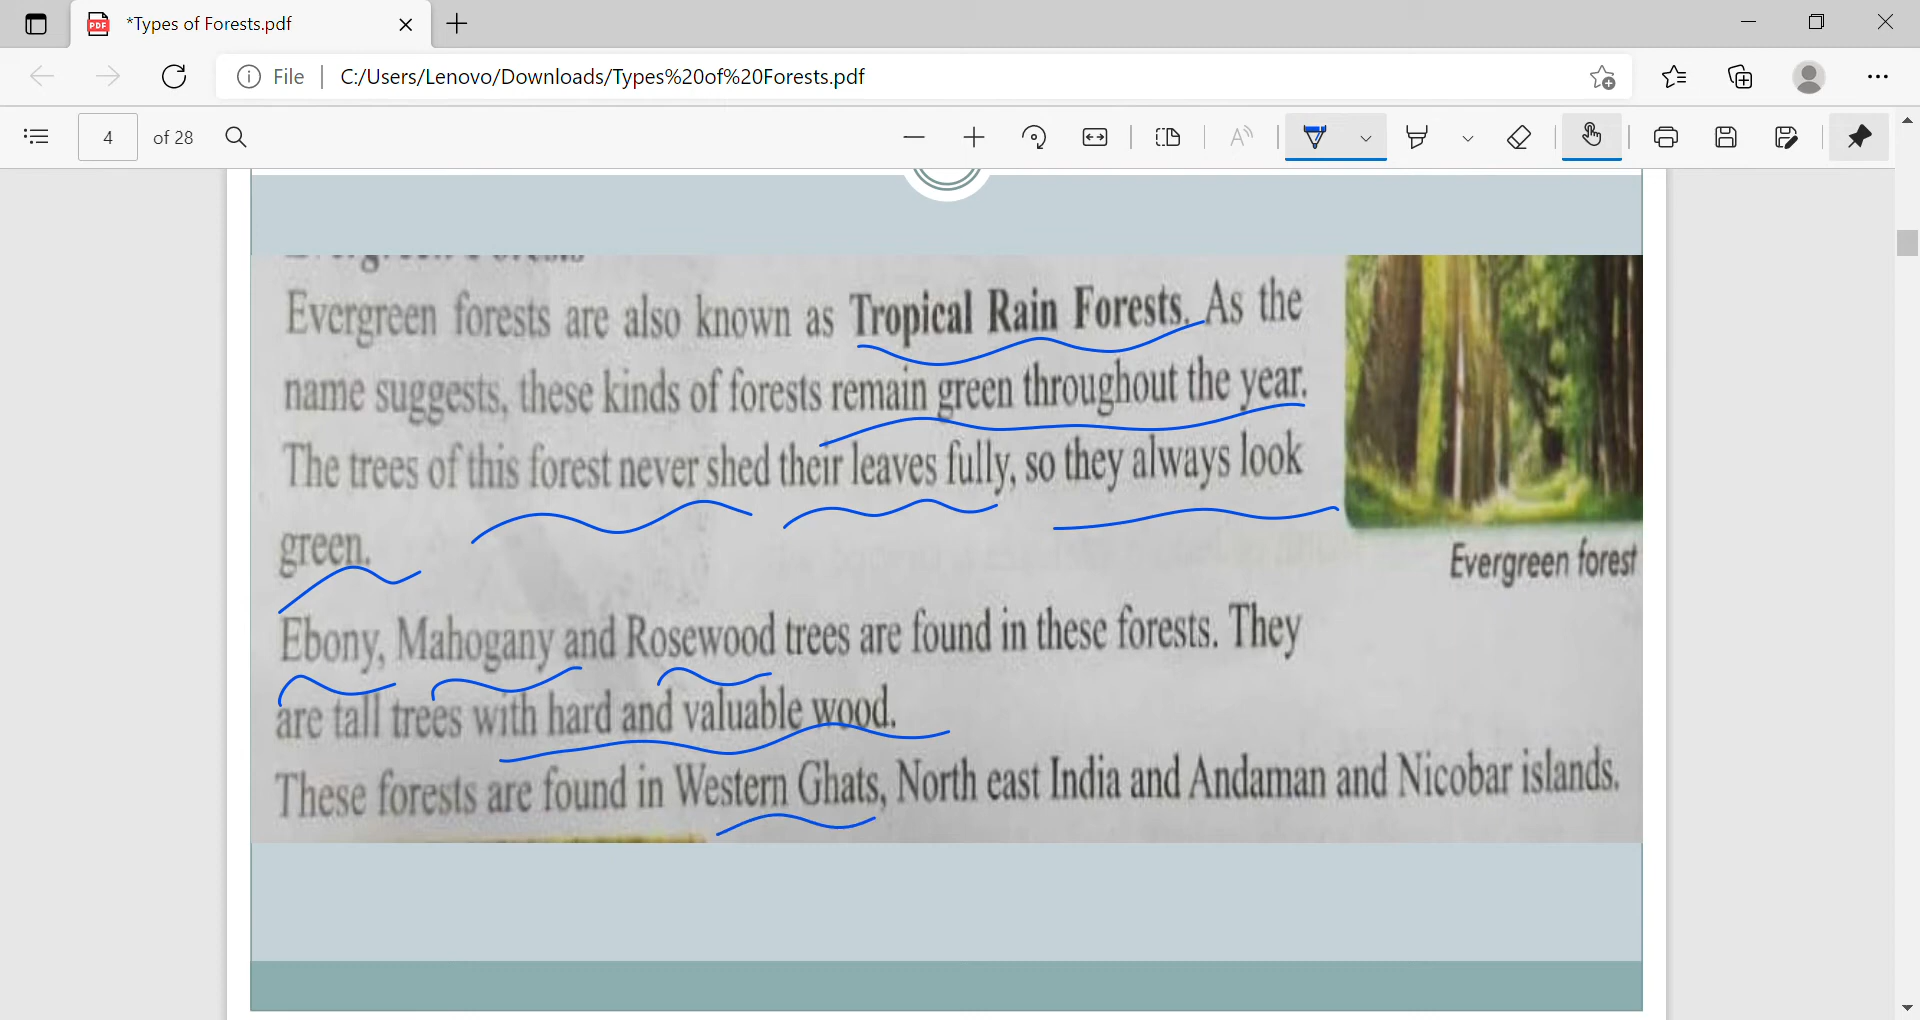 *Types of Forests.pdf
File
C:/Users/Lenovo/Downloads/Types%20of%20Forests.pdf
4 of 28
Evergreen Forests
Evergreen forests are also known as Tropical Rain Forests. As the
name suggests, these kinds of forests remain green throughout the year.
The trees of this forest never shed their leaves fully, so they always look
green.
Evergreen forest
Ebony, Mahogany and Rosewood trees are found in these forests. They
are tall trees with hard and valuable wood.
These forests are found in Western Ghats, North east India and Andaman and Nicobar islands.